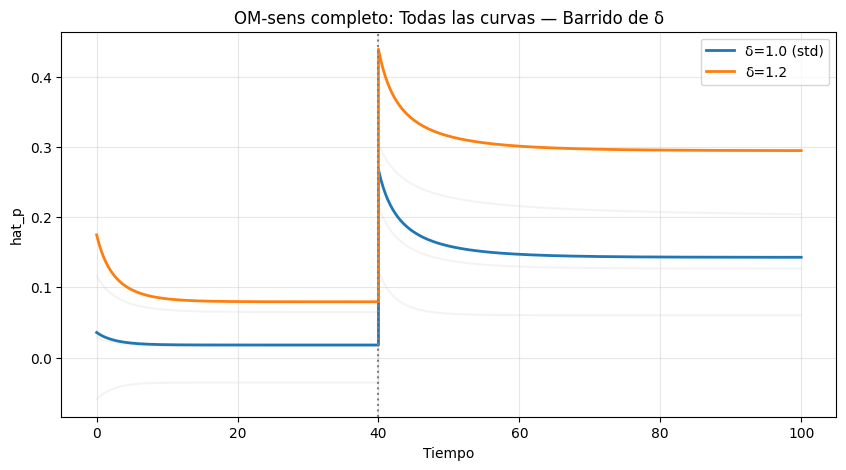 OM-sens completo: Todas las curvas — Barrido de δ
δ=1.0 (std)
δ=1.2
hat_p
0.4
0.3
0.2
0.1
0.0
0
20
40
60
80
100
Tiempo